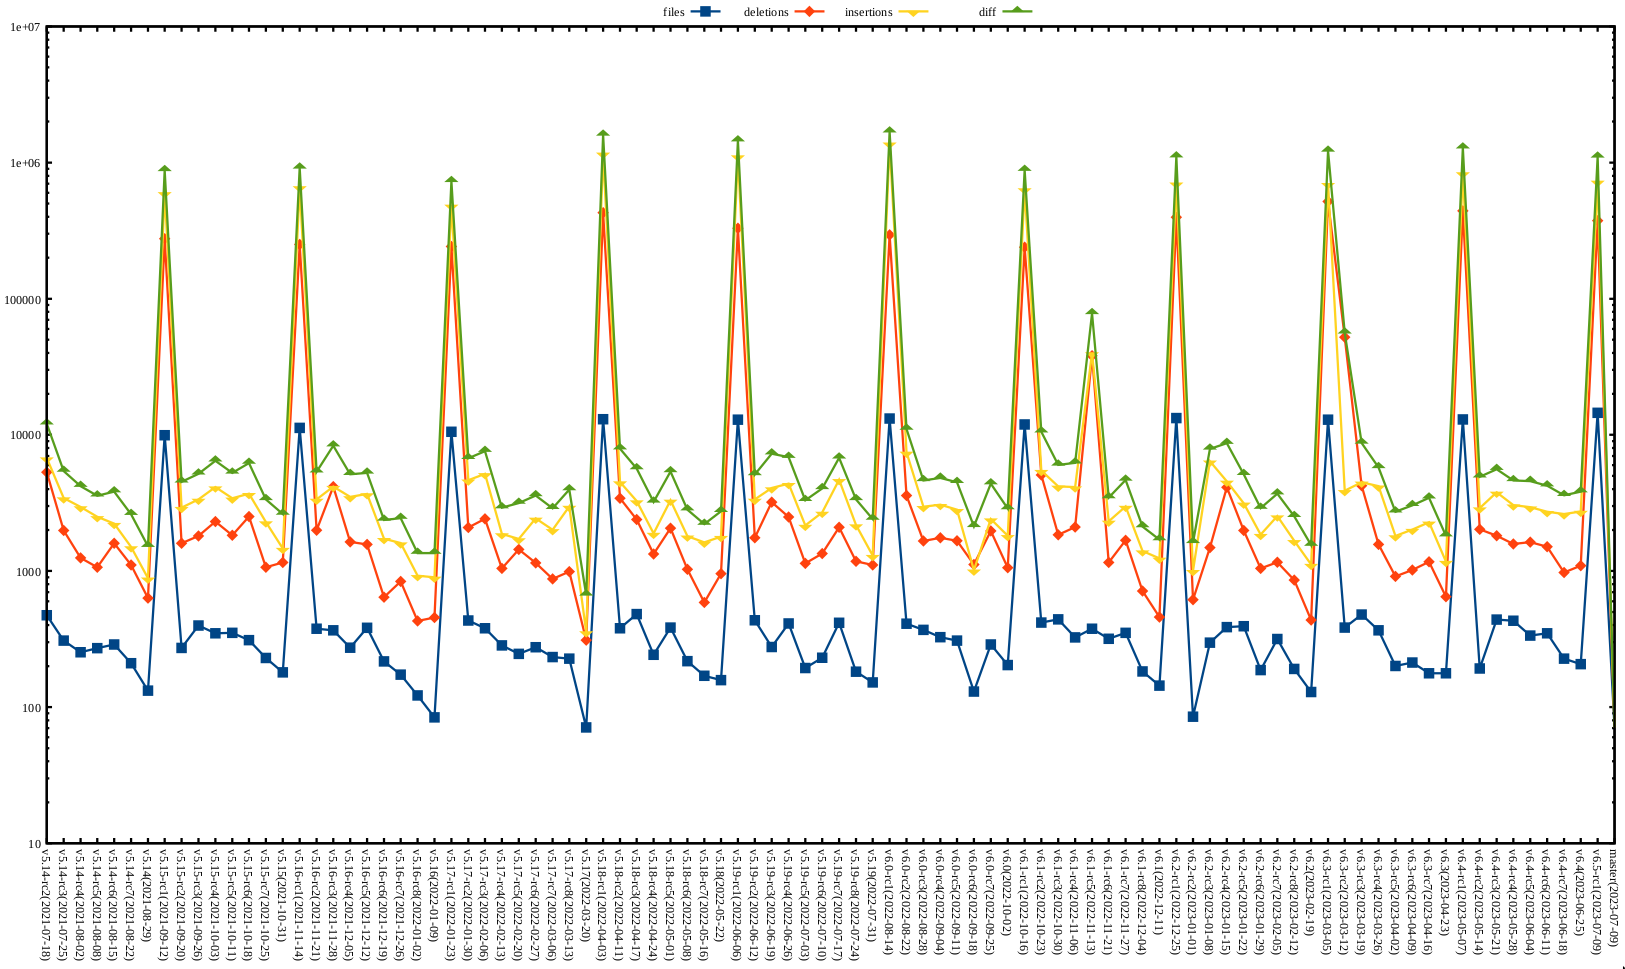 files deletions insertions diff
1e+07
1e+06
100000
10000
1000
100
10
v5.14-rc2(2021-07-18)
v5.14-rc3(2021-07-25)
v5.14-rc4(2021-08-02)
v5.14-rc5(2021-08-08)
v5.14-rc6(2021-08-15)
v5.14-rc7(2021-08-22)
v5.14(2021-08-29)
v5.15-rc1(2021-09-12)
v5.15-rc2(2021-09-20)
v5.15-rc3(2021-09-26)
v5.15-rc4(2021-10-03)
v5.15-rc5(2021-10-11)
v5.15-rc6(2021-10-18)
v5.15-rc7(2021-10-25)
v5.15(2021-10-31)
v5.16-rc1(2021-11-14)
v5.16-rc2(2021-11-21)
v5.16-rc3(2021-11-28)
v5.16-rc4(2021-12-05)
v5.16-rc5(2021-12-12)
v5.16-rc6(2021-12-19)
v5.16-rc7(2021-12-26)
v5.16-rc8(2022-01-02)
v5.16(2022-01-09)
v5.17-rc1(2022-01-23)
v5.17-rc2(2022-01-30)
v5.17-rc3(2022-02-06)
v5.17-rc4(2022-02-13)
v5.17-rc5(2022-02-20)
v5.17-rc6(2022-02-27)
v5.17-rc7(2022-03-06)
v5.17-rc8(2022-03-13)
v5.17(2022-03-20)
v5.18-rc1(2022-04-03)
v5.18-rc2(2022-04-11)
v5.18-rc3(2022-04-17)
v5.18-rc4(2022-04-24)
v5.18-rc5(2022-05-01)
v5.18-rc6(2022-05-08)
v5.18-rc7(2022-05-16)
v5.18(2022-05-22)
v5.19-rc1(2022-06-06)
v5.19-rc2(2022-06-12)
v5.19-rc3(2022-06-19)
v5.19-rc4(2022-06-26)
v5.19-rc5(2022-07-03)
v5.19-rc6(2022-07-10)
v5.19-rc7(2022-07-17)
v5.19-rc8(2022-07-24)
v5.19(2022-07-31)
v6.0-rc1(2022-08-14)
v6.0-rc2(2022-08-22)
v6.0-rc3(2022-08-28)
v6.0-rc4(2022-09-04)
v6.0-rc5(2022-09-11)
v6.0-rc6(2022-09-18)
v6.0-rc7(2022-09-25)
v6.0(2022-10-02)
v6.1-rc1(2022-10-16)
v6.1-rc2(2022-10-23)
v6.1-rc3(2022-10-30)
v6.1-rc4(2022-11-06)
v6.1-rc5(2022-11-13)
v6.1-rc6(2022-11-21)
v6.1-rc7(2022-11-27)
v6.1-rc8(2022-12-04)
v6.1(2022-12-11)
v6.2-rc1(2022-12-25)
v6.2-rc2(2023-01-01)
v6.2-rc3(2023-01-08)
v6.2-rc4(2023-01-15)
v6.2-rc5(2023-01-22)
v6.2-rc6(2023-01-29)
v6.2-rc7(2023-02-05)
v6.2-rc8(2023-02-12)
v6.2(2023-02-19)
v6.3-rc1(2023-03-05)
v6.3-rc2(2023-03-12)
v6.3-rc3(2023-03-19)
v6.3-rc4(2023-03-26)
v6.3-rc5(2023-04-02)
v6.3-rc6(2023-04-09)
v6.3-rc7(2023-04-16)
v6.3(2023-04-23)
v6.4-rc1(2023-05-07)
v6.4-rc2(2023-05-14)
v6.4-rc3(2023-05-21)
v6.4-rc4(2023-05-28)
v6.4-rc5(2023-06-04)
v6.4-rc6(2023-06-11)
v6.4-rc7(2023-06-18)
v6.4(2023-06-25)
v6.5-rc1(2023-07-09)
master(2023-07-09)